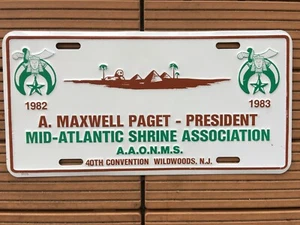 1982 1983
A. MAXWELL PAGET - PRESIDENT
MID-ATLANTIC SHRINE ASSOCIATION
A.A.O.N.M.S.
40TH CONVENTION WILDWOODS, N.J.